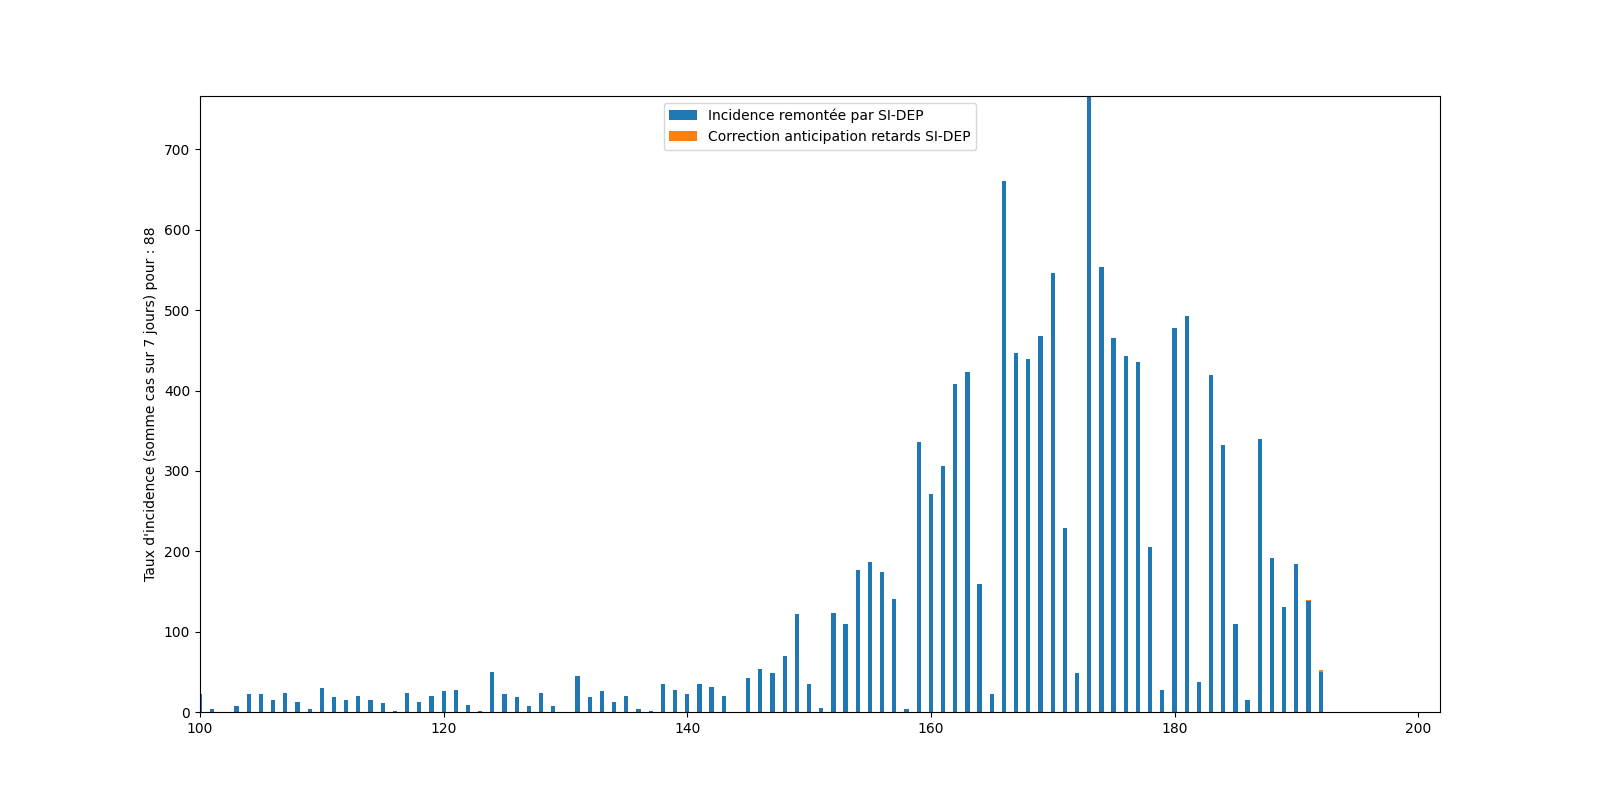 Incidence remontée par SI-DEP
Correction anticipation retards SI-DEP
Taux d'incidence (somme cas sur 7 jours) pour : 88
700
600
500
400
300
200
100
0
100 120 140 160 180 200